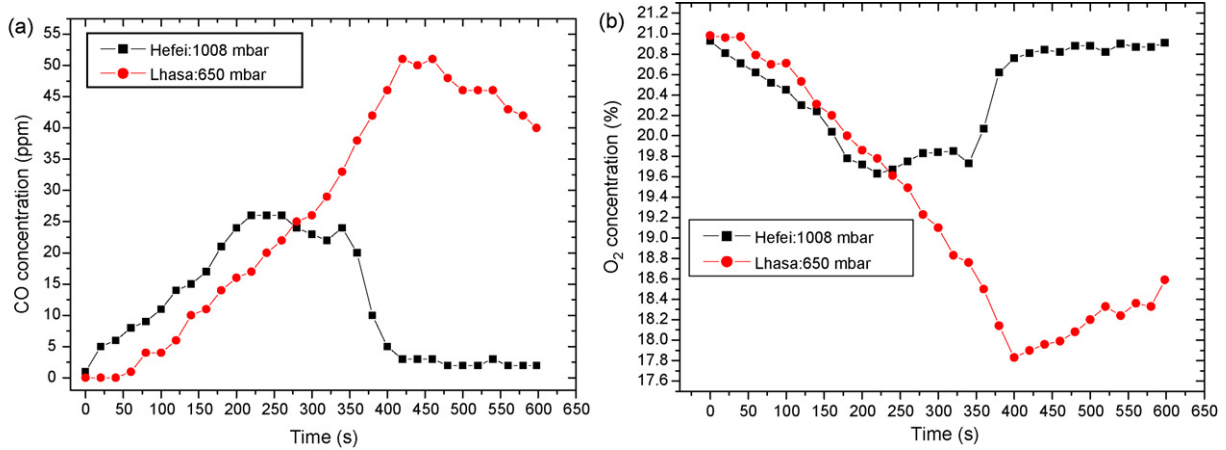 (a)
55
50
45
40
35
30
25
20
15
10
5
0
CO concentration (ppm)
Hefei:1008 mbar
Lhasa:650 mbar
0 50 100 150 200 250 300 350 400 450 500 550 600 650
Time (s)
(b)
21.2
21.0
20.8
20.6
20.4
20.2
20.0
19.8
19.6
19.4
19.2
19.0
18.8
18.6
18.4
18.2
18.0
17.8
17.6
O2 concentration (%)
Hefei:1008 mbar
Lhasa:650 mbar
0 50 100 150 200 250 300 350 400 450 500 550 600 650
Time (s)